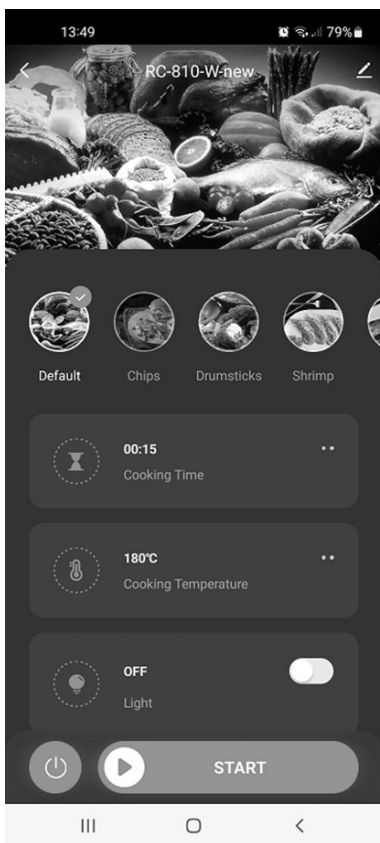 13:49
79%
RC-810-W-new
Default
Chips
Drumsticks
Shrimp
00:15
Cooking Time
180℃
Cooking Temperature
OFF
Light
START